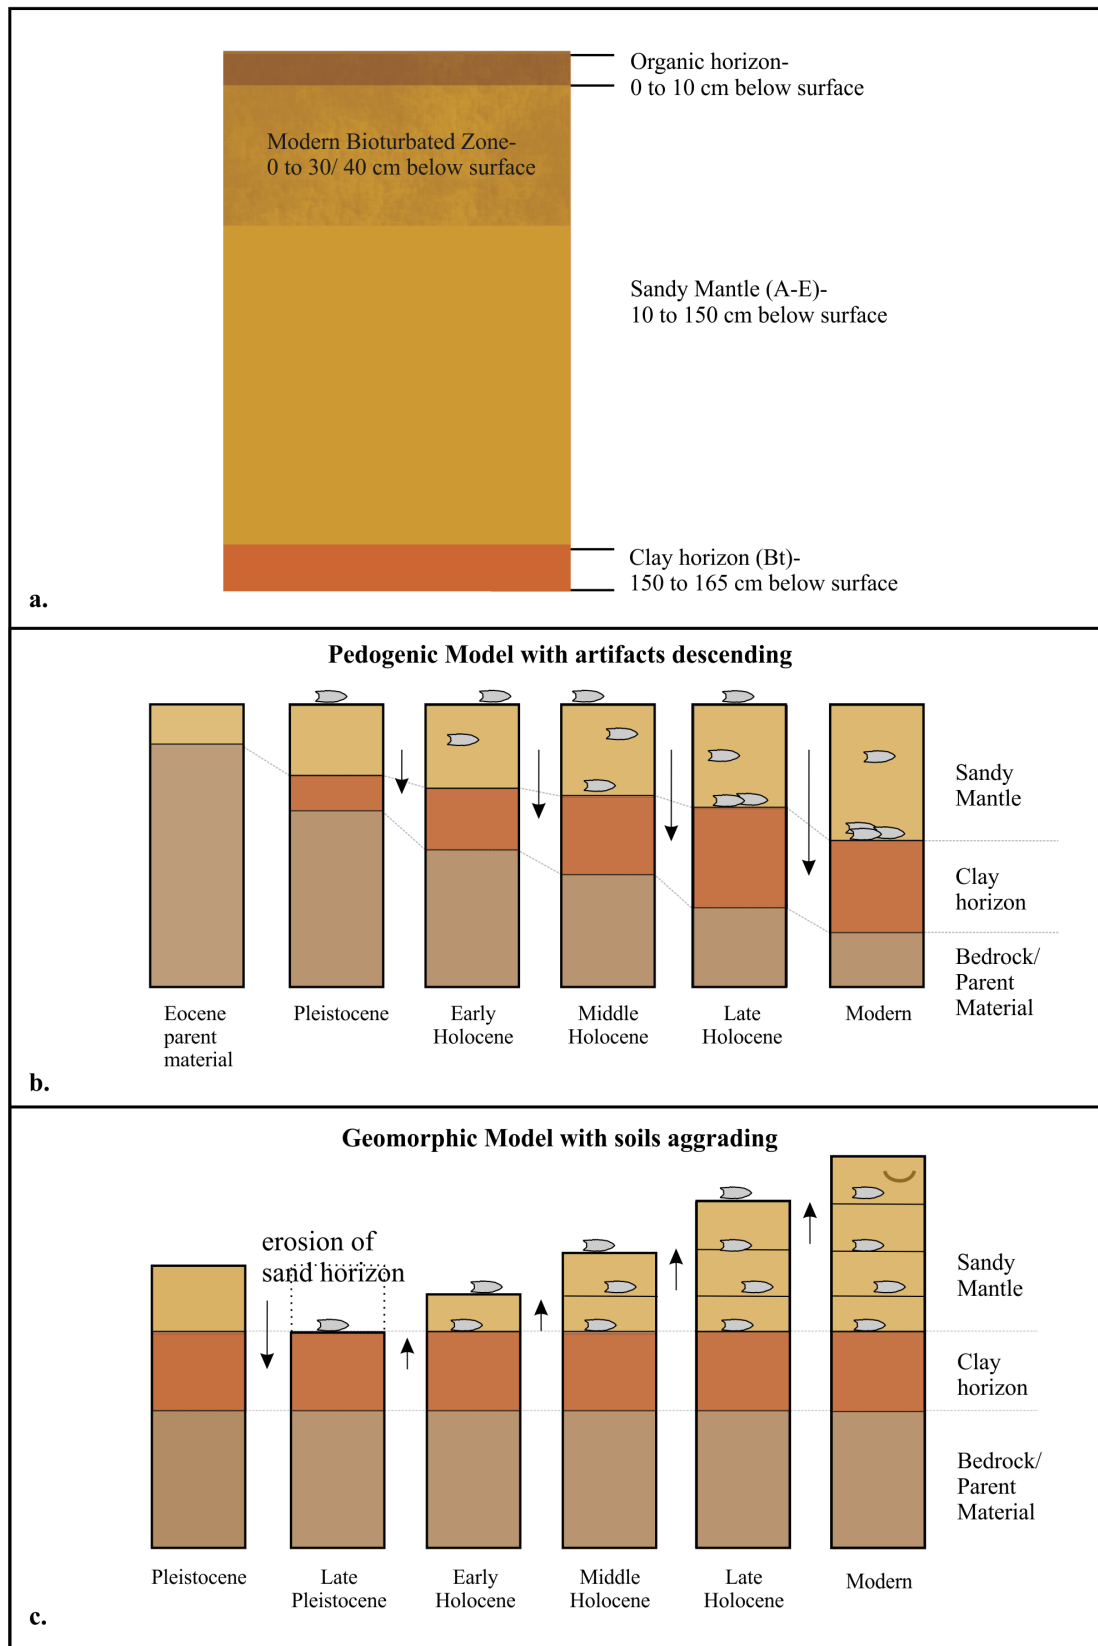 Organic horizon-
0 to 10 cm below surface
Modern Bioturbated Zone-
0 to 30/ 40 cm below surface
Sandy Mantle (A-E)-
10 to 150 cm below surface
Clay horizon (Bt)-
150 to 165 cm below surface
a.
Pedogenic Model with artifacts descending
Sandy
Mantle
Clay
horizon
Bedrock/
Parent
Material
Eocene
parent
material
Pleistocene
Early
Holocene
Middle
Holocene
Late
Holocene
Modern
b.
Geomorphic Model with soils aggrading
erosion of
sand horizon
Sandy
Mantle
Clay
horizon
Bedrock/
Parent
Material
Pleistocene
Late
Pleistocene
Early
Holocene
Middle
Holocene
Late
Holocene
Modern
c.